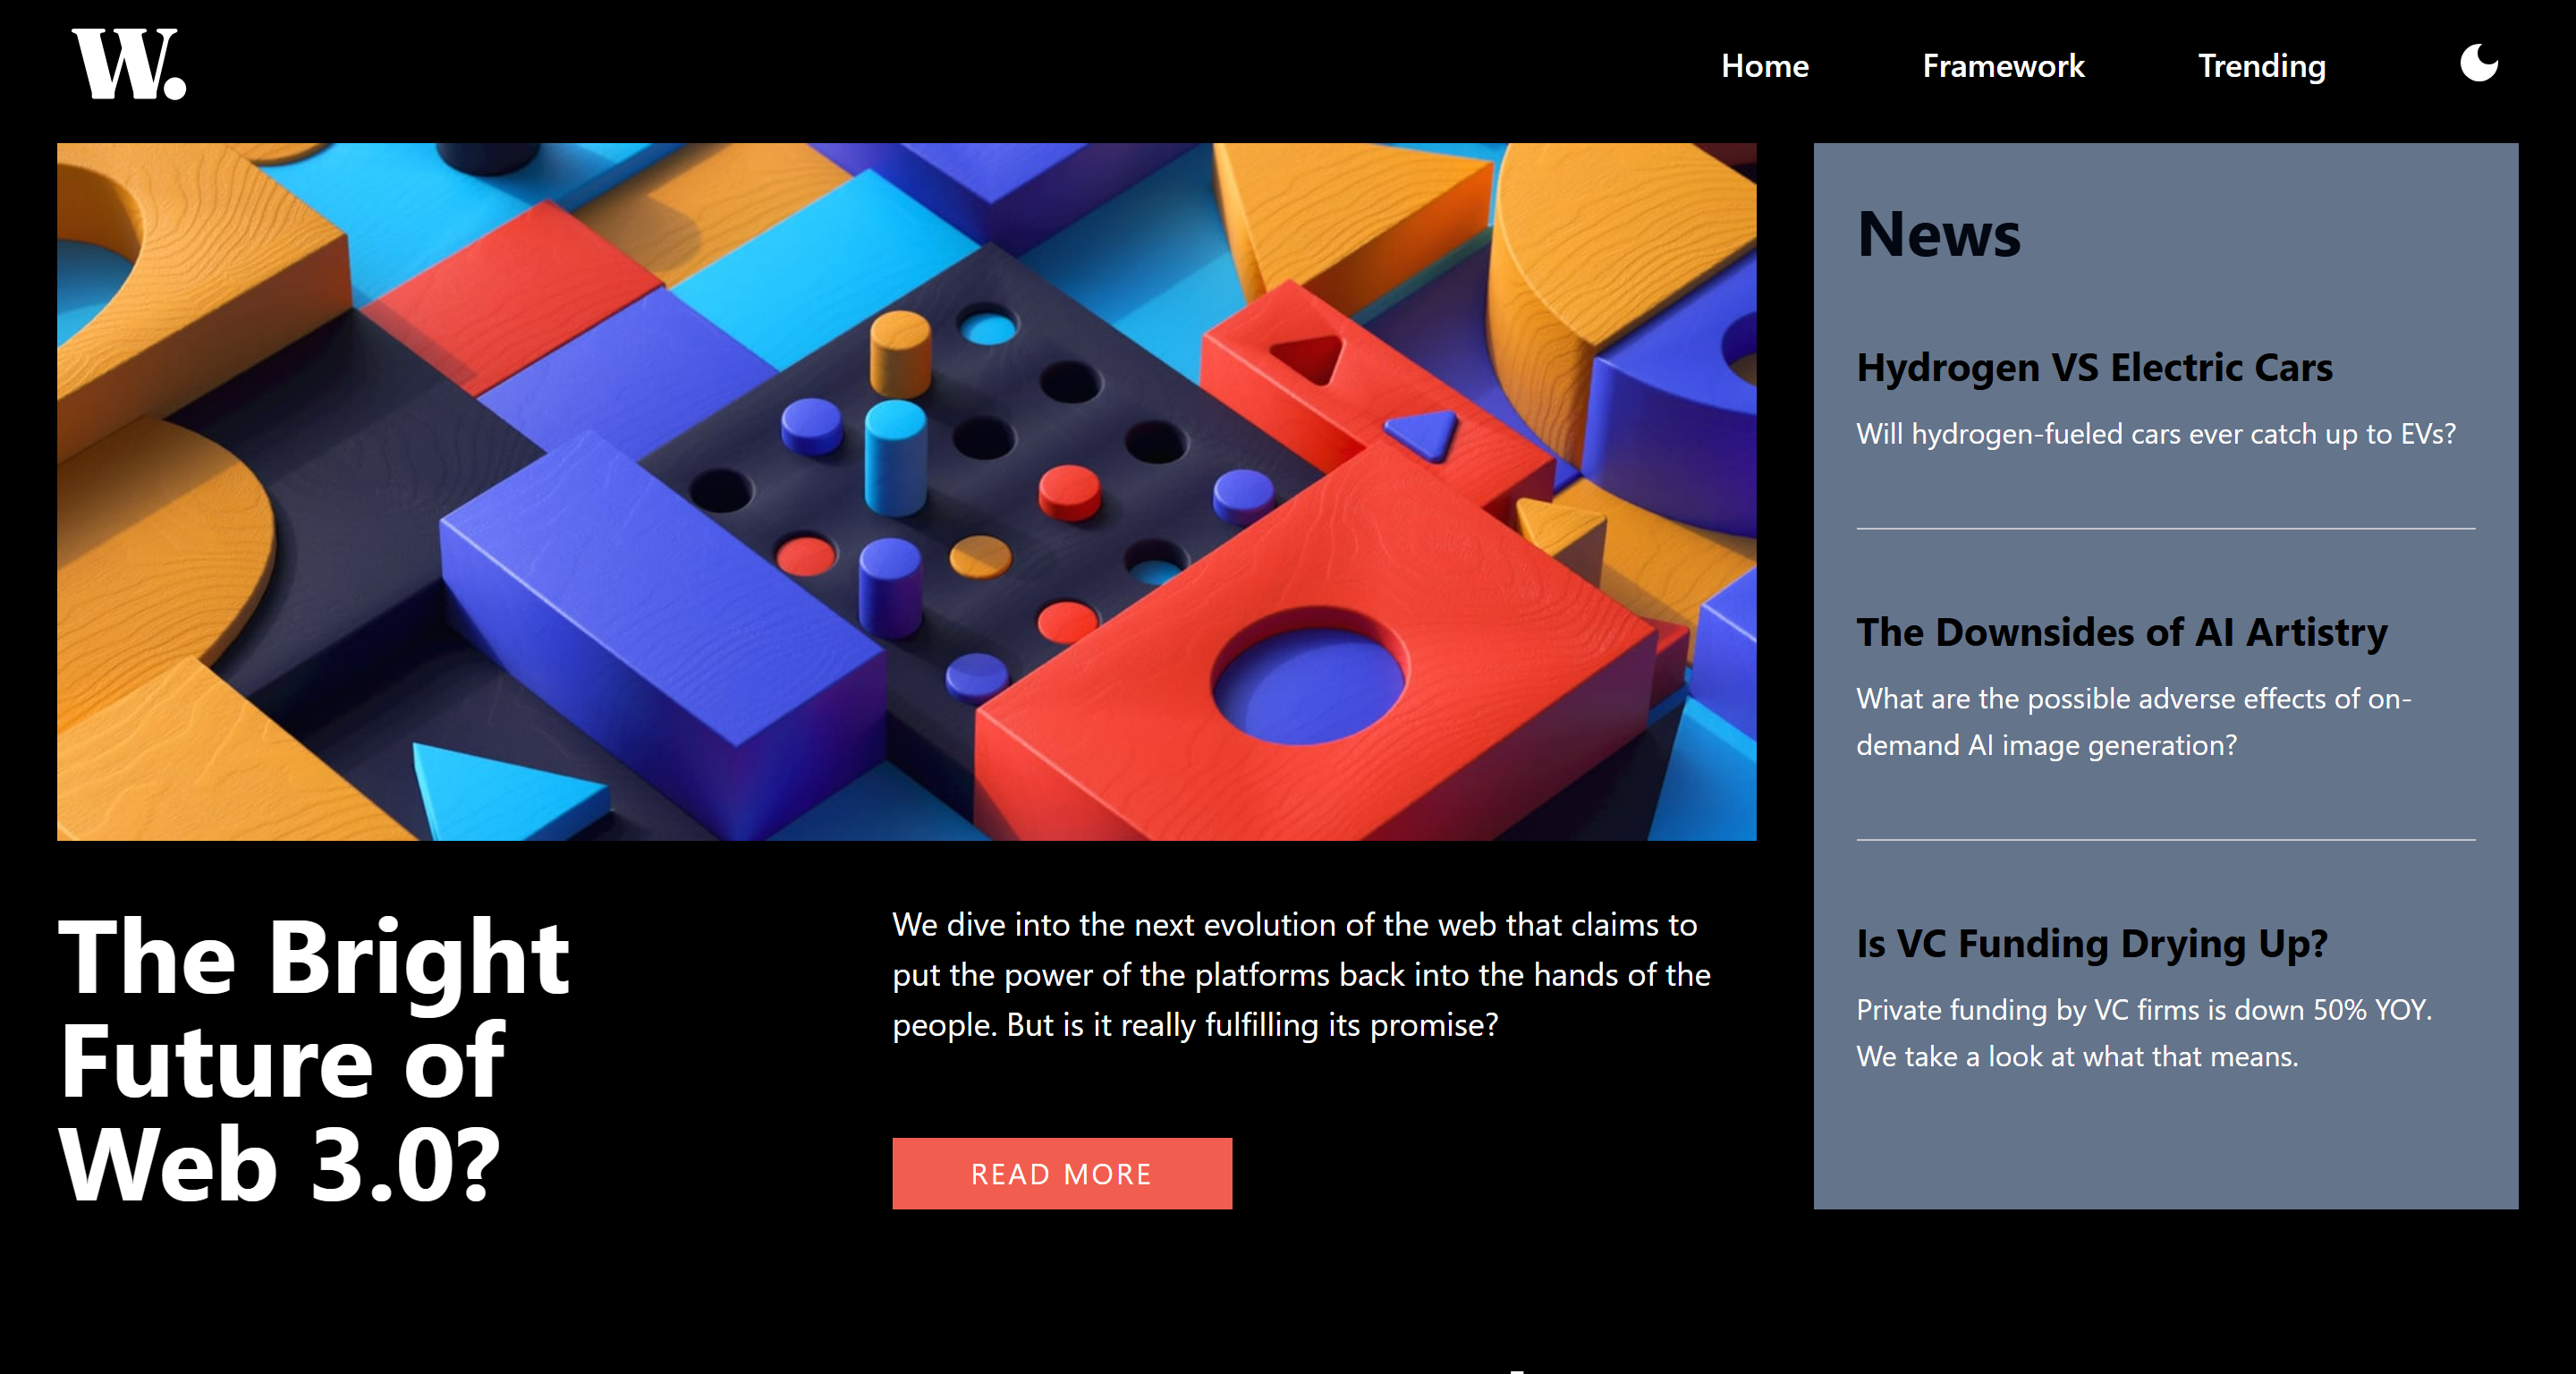 W.
Home
Framework
Trending
News
Hydrogen VS Electric Cars
Will hydrogen-fueled cars ever catch up to EVs?
The Downsides of AI Artistry
What are the possible adverse effects of on-
demand AI image generation?
Is VC Funding Drying Up?
Private funding by VC firms is down 50% YOY.
We take a look at what that means.
The Bright
Future of
Web 3.0?
We dive into the next evolution of the web that claims to
put the power of the platforms back into the hands of the
people. But is it really fulfilling its promise?
READ MORE